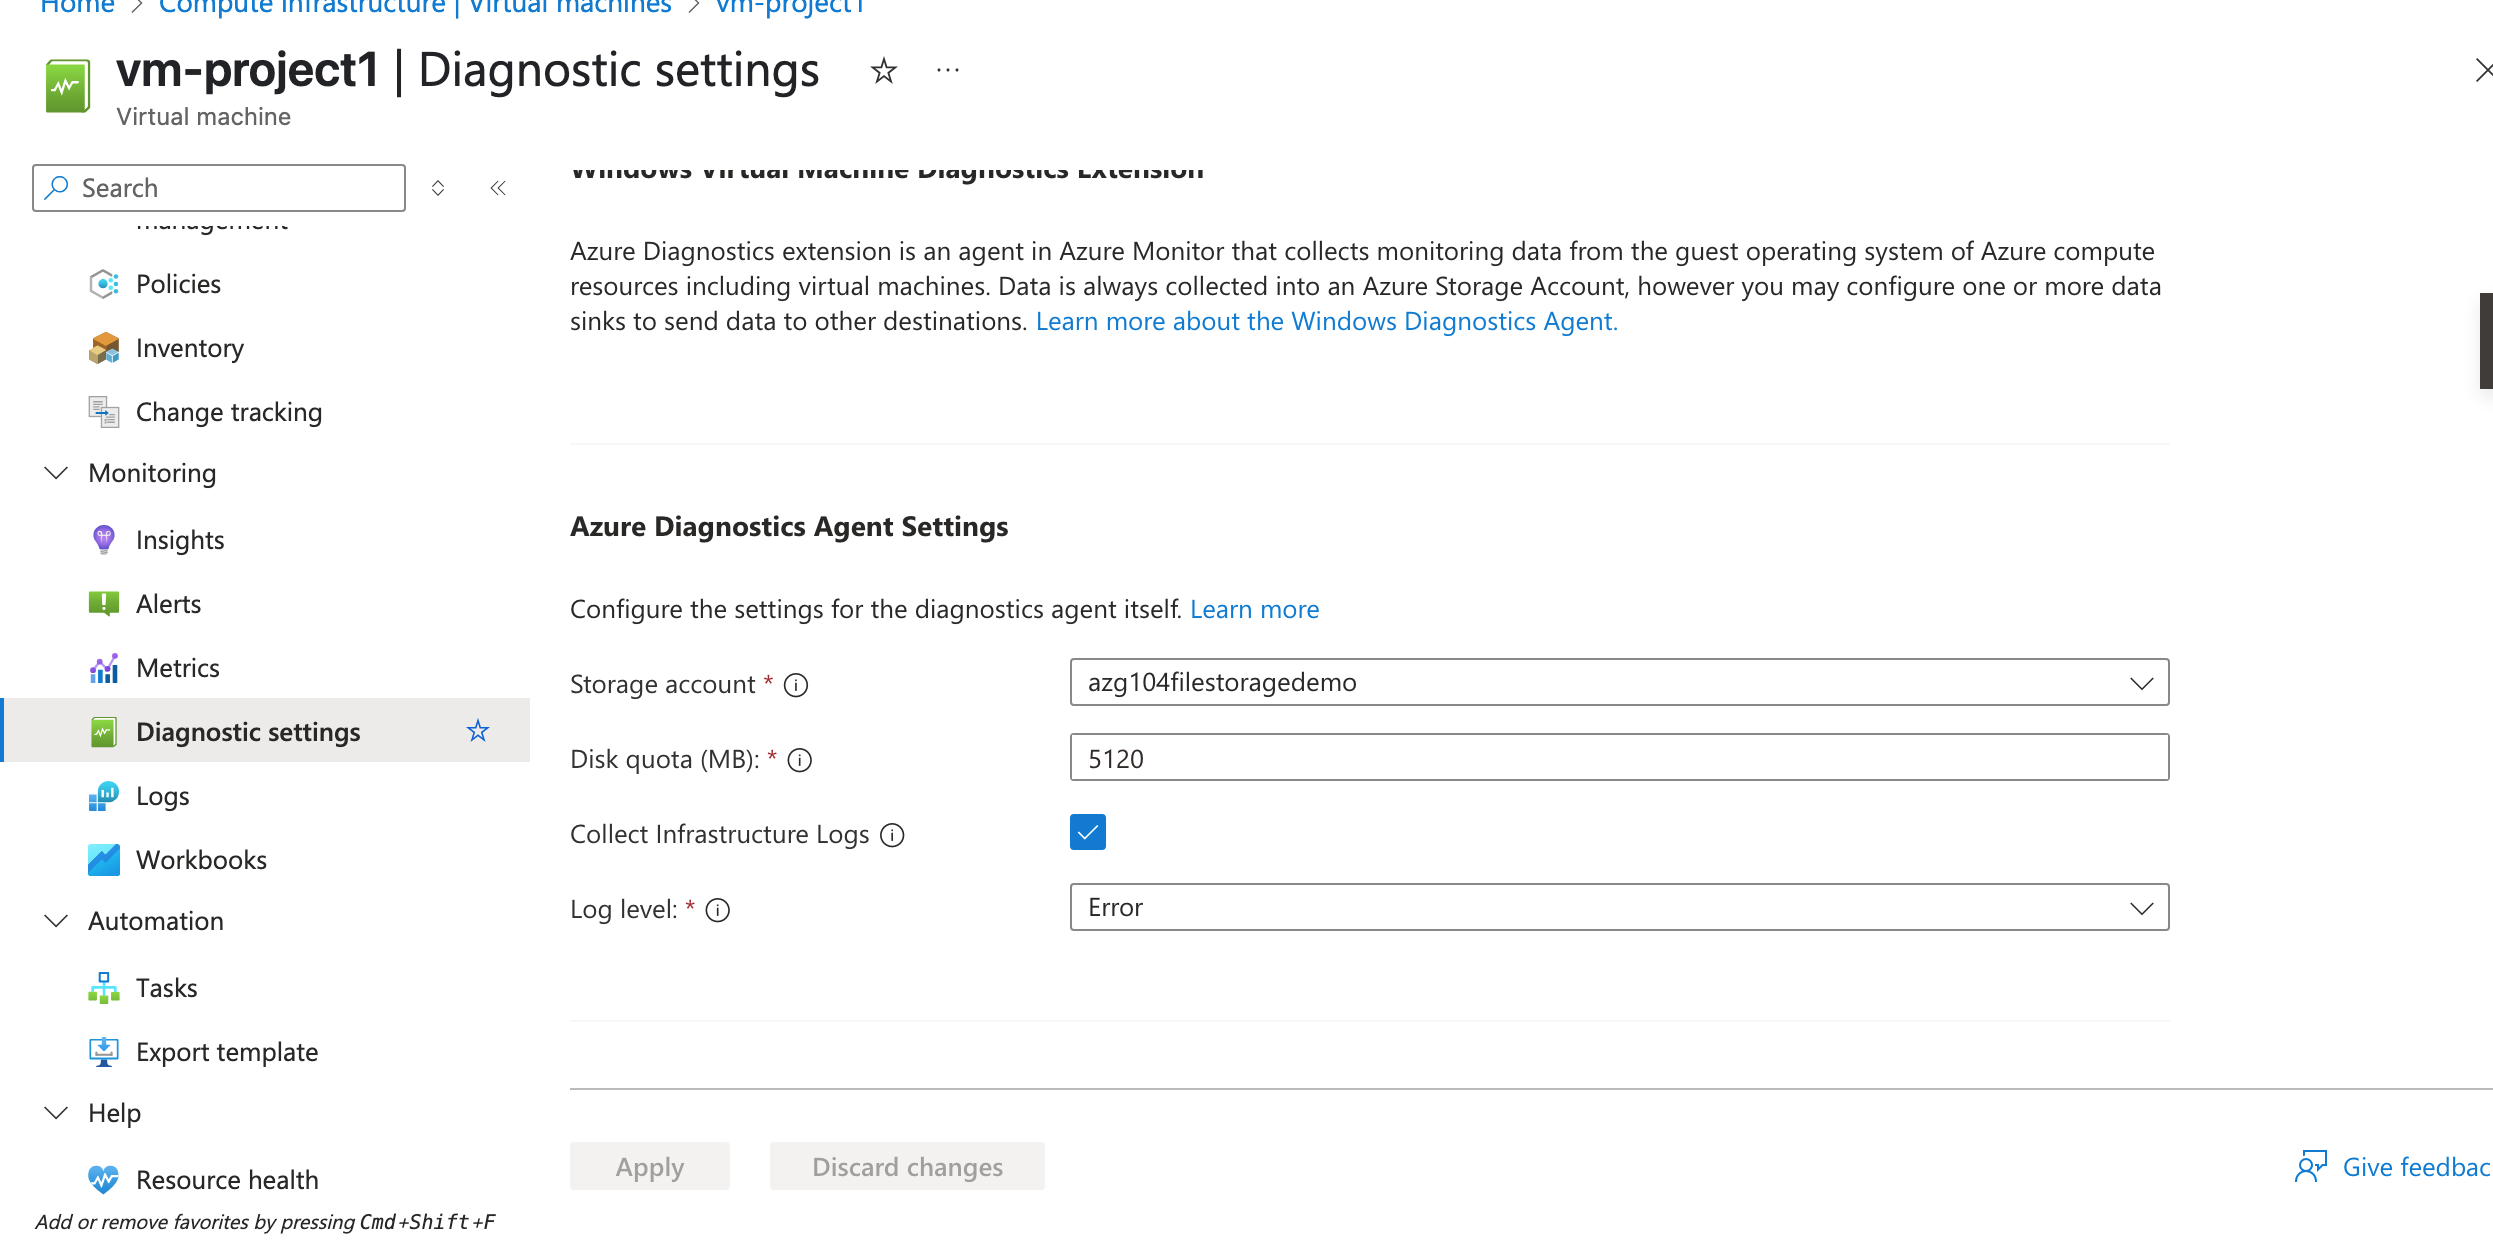 Home > Compute infrastructure | Virtual machines > vm-project1
vm-project1 | Diagnostic settings
Virtual machine
Search
management
Policies
Inventory
Change tracking
Monitoring
Insights
Alerts
Metrics
Diagnostic settings
Logs
Workbooks
Automation
Tasks
Export template
Help
Resource health
Add or remove favorites by pressing Cmd+Shift+F
Windows Virtual Machine Diagnostics Extension
Azure Diagnostics extension is an agent in Azure Monitor that collects monitoring data from the guest operating system of Azure compute
resources including virtual machines. Data is always collected into an Azure Storage Account, however you may configure one or more data
sinks to send data to other destinations. Learn more about the Windows Diagnostics Agent.
Azure Diagnostics Agent Settings
Configure the settings for the diagnostics agent itself. Learn more
Storage account * azg104filestoragedemo
Disk quota (MB): * 5120
Collect Infrastructure Logs
Log level: * Error
Apply Discard changes
Give feedbac